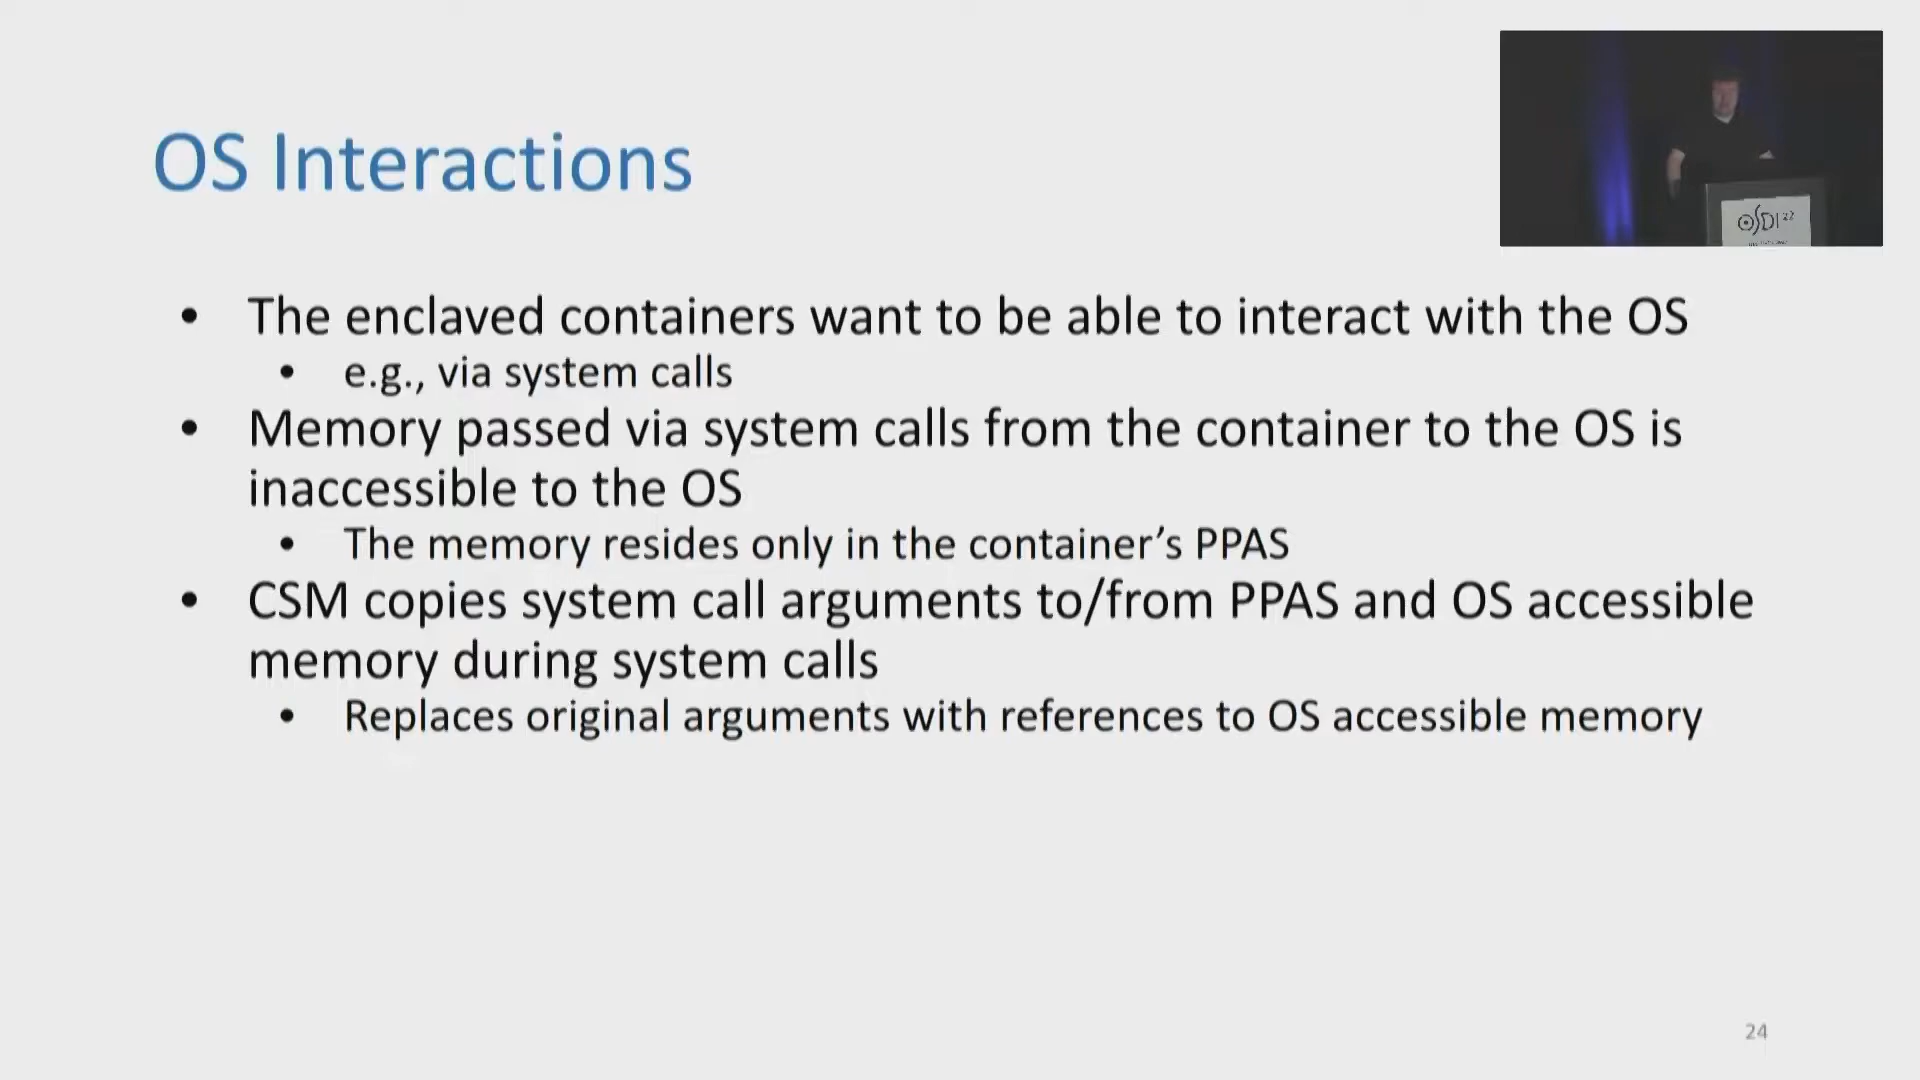 OS Interactions
• The enclaved containers want to be able to interact with the OS
• e.g., via system calls
• Memory passed via system calls from the container to the OS is
inaccessible to the OS
• The memory resides only in the container’s PPAS
• CSM copies system call arguments to/from PPAS and OS accessible
memory during system calls
• Replaces original arguments with references to OS accessible memory
OSDI 22
24